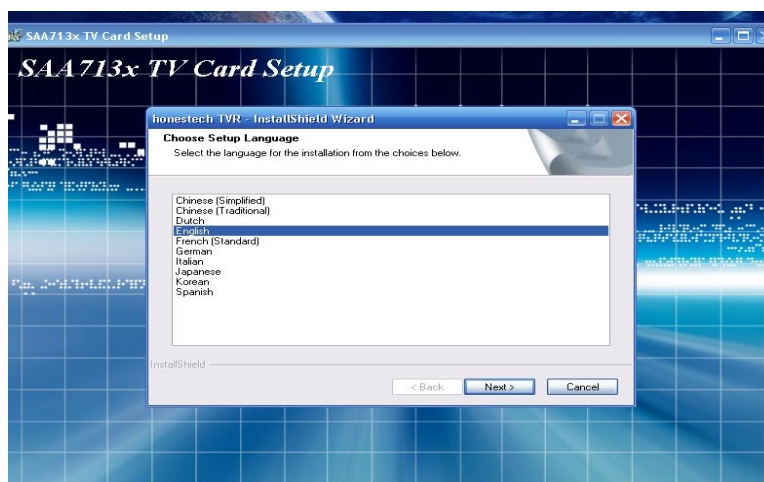 SAA713x TV Card Setup
SAA713x TV Card Setup
honestech TVR - InstallShield Wizard
Choose Setup Language
Select the language for the installation from the choices below.
Chinese (Simplified)
Chinese (Traditional)
Dutch
English
French (Standard)
German
Italian
Japanese
Korean
Spanish
InstallShield
< Back Next > Cancel